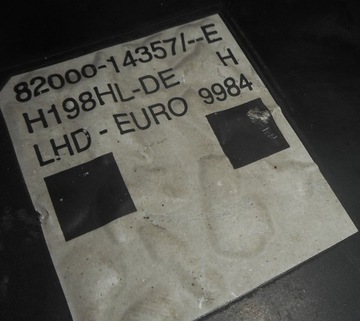 82000-14357/--E
H198HL-DE H
LHD - EURO 9984